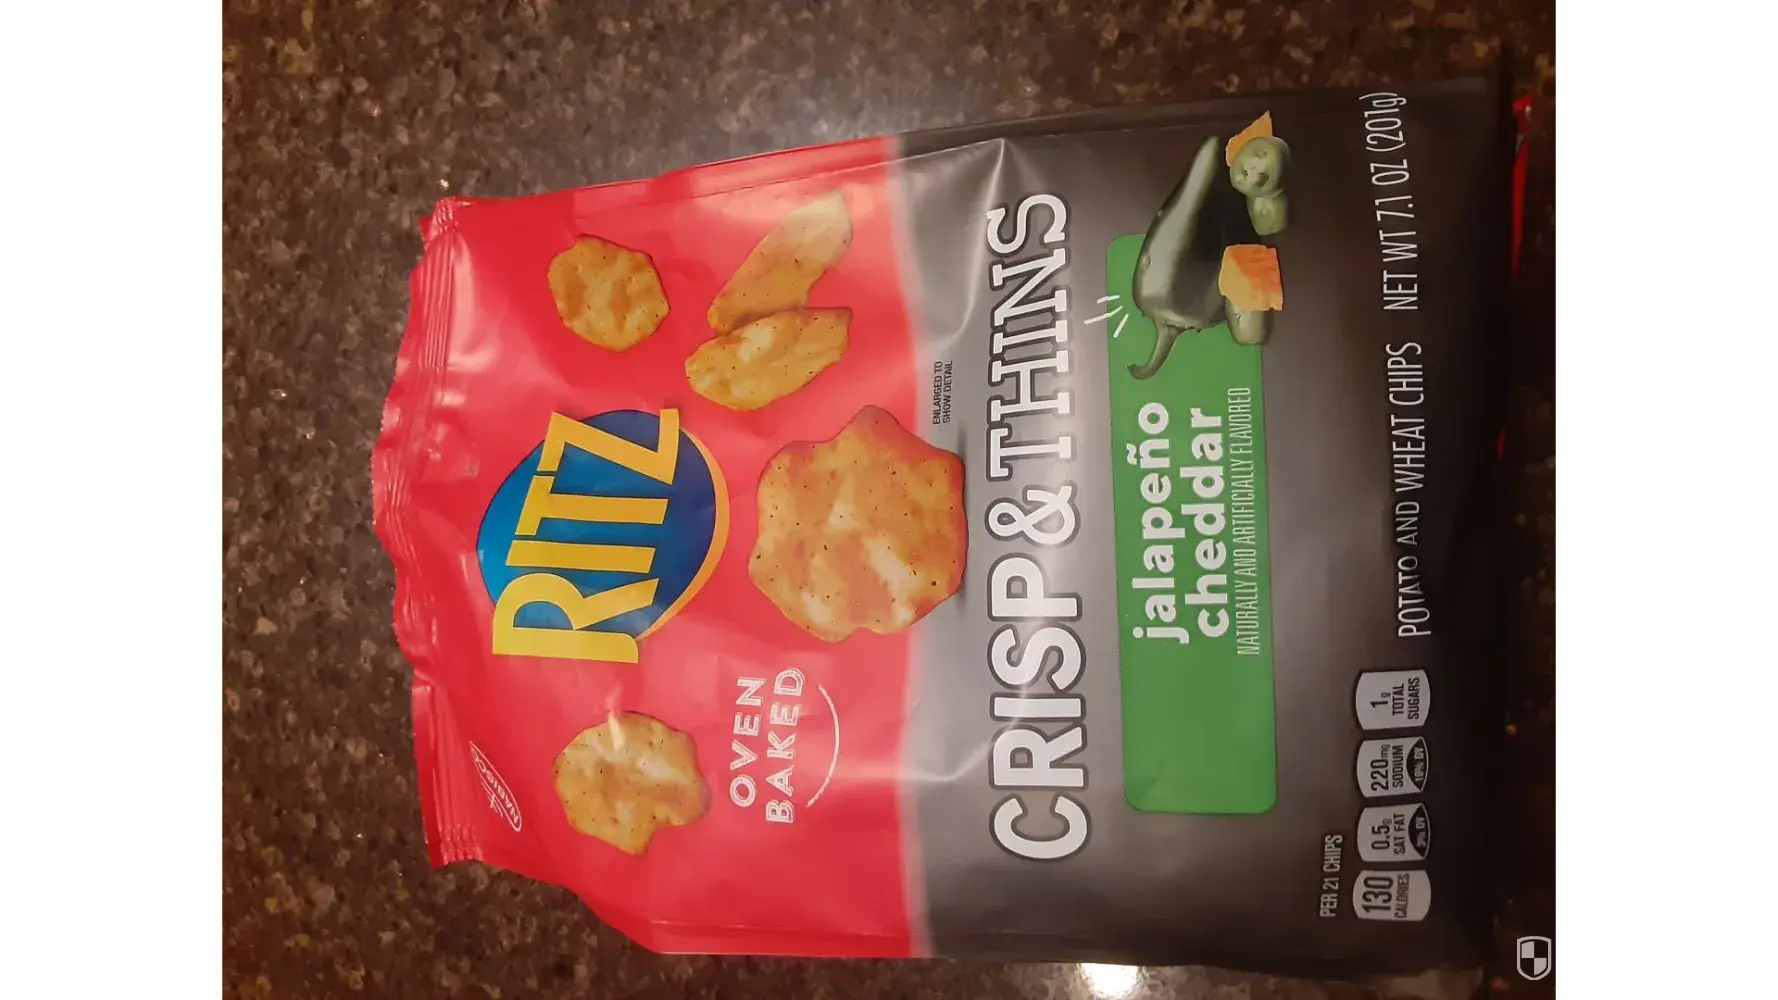 NABISCO
RITZ
OVEN
BAKED
ENLARGED TO
SHOW DETAIL
CRISP & THINS
jalapeño
cheddar
NATURALLY AND ARTIFICIALLY FLAVORED
PER 21 CHIPS
130
CALORIES
0.5g
SAT FAT
3% DV
220mg
SODIUM
10% DV
1g
TOTAL
SUGARS
POTATO AND WHEAT CHIPS NET WT 7.1 OZ (201g)